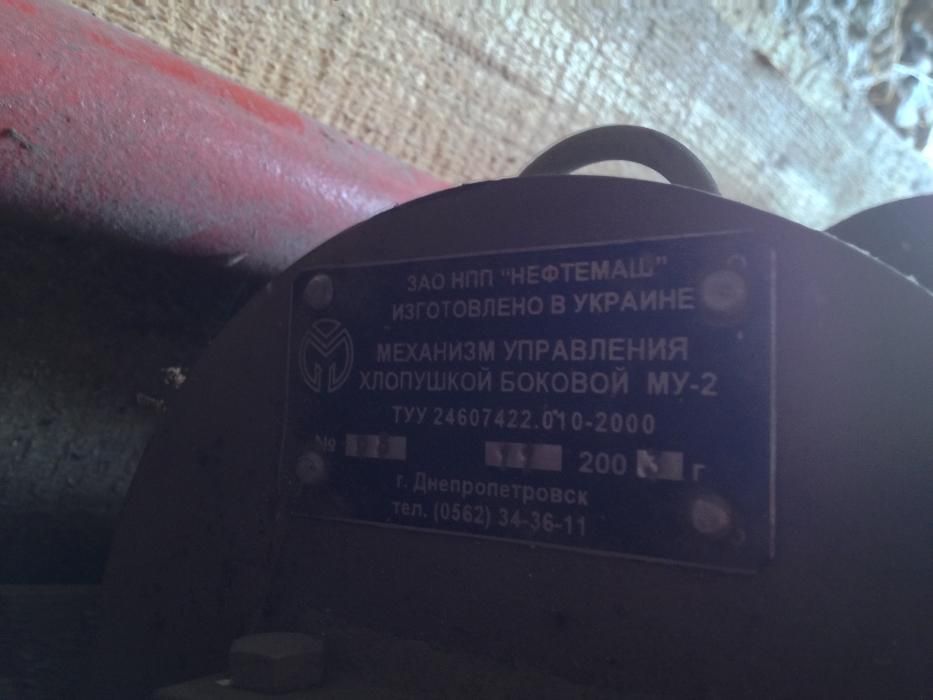 ЗАО НПП "НЕФТЕМАШ"
ИЗГОТОВЛЕНО В УКРАИНЕ
МЕХАНИЗМ УПРАВЛЕНИЯ
ХЛОПУШКОЙ БОКОВОЙ МУ-2
ТУУ 24607422.010-2000
№ 200 г
г. Днепропетровск
тел. (0562) 34-36-11